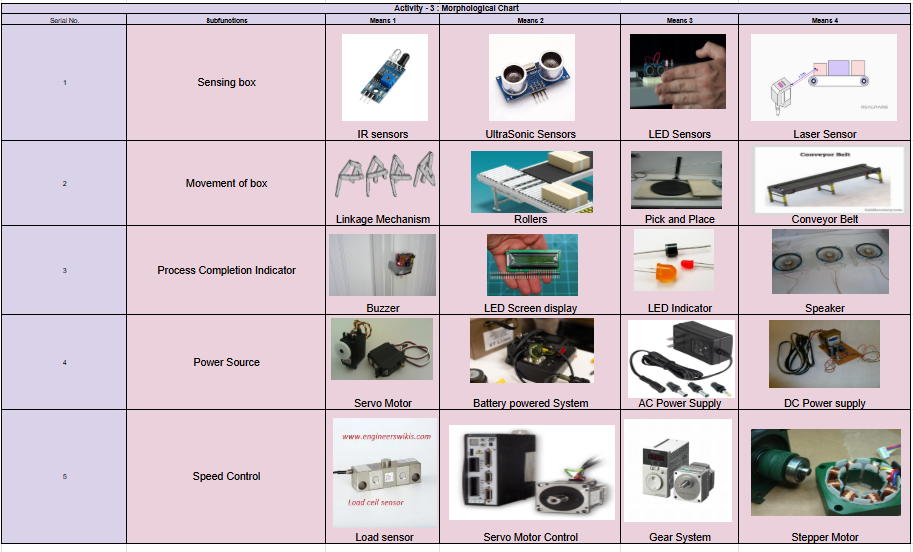 Activity - 3 : Morphological Chart
Serial No. Subfunctions Means 1 Means 2 Means 3 Means 4
1 Sensing box IR sensors UltraSonic Sensors LED Sensors Laser Sensor
2 Movement of box Linkage Mechanism Rollers Pick and Place Conveyor Belt
Conveyor Belt
3 Process Completion Indicator Buzzer LED Screen display LED Indicator Speaker
4 Power Source Servo Motor Battery powered System AC Power Supply DC Power supply
5 Speed Control Load sensor Servo Motor Control Gear System Stepper Motor
www.engineerswikis.com
Load cell sensor